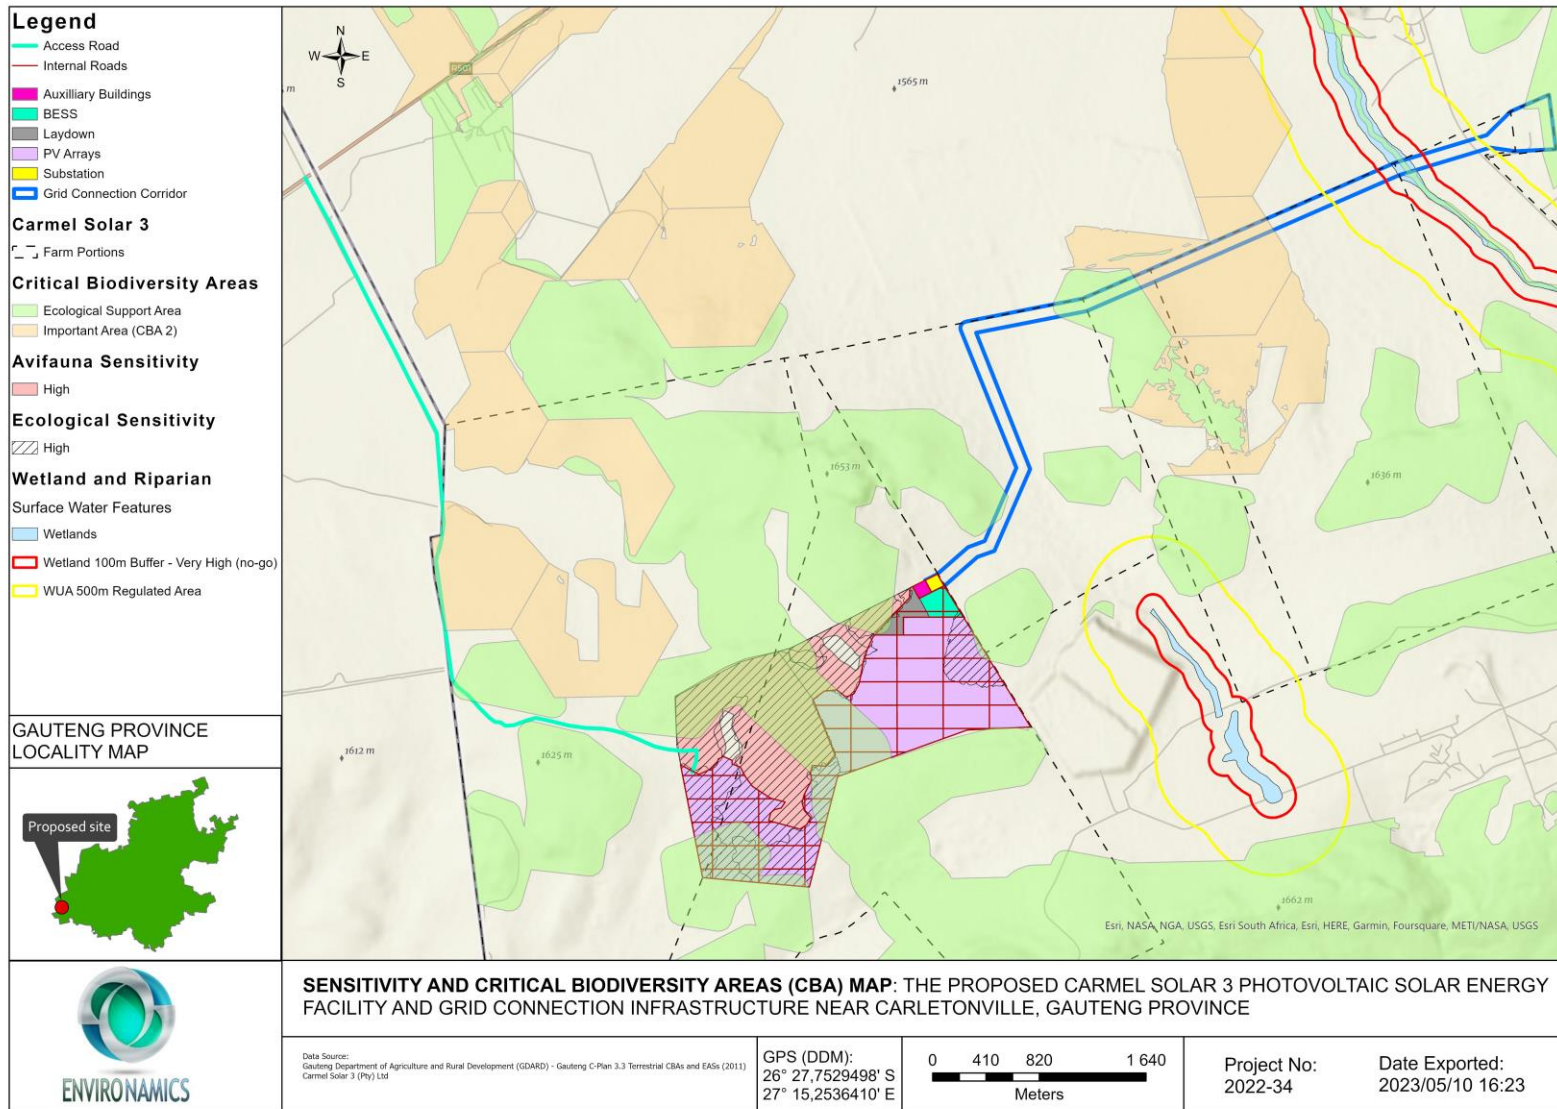 Legend
Access Road
Internal Roads
Auxilliary Buildings
BESS
Laydown
PV Arrays
Substation
Grid Connection Corridor
Carmel Solar 3
Farm Portions
Critical Biodiversity Areas
Ecological Support Area
Important Area (CBA 2)
Avifauna Sensitivity
High
Ecological Sensitivity
High
Wetland and Riparian
Surface Water Features
Wetlands
Wetland 100m Buffer - Very High (no-go)
WUA 500m Regulated Area
GAUTENG PROVINCE
LOCALITY MAP
Proposed site
ENVIRONAMICS
N
W E
S
m
1565 m
1653 m
1636 m
1612 m
1625 m
1662 m
Esri, NASA, NGA, USGS, Esri South Africa, Esri, HERE, Garmin, Foursquare, METI/NASA, USGS
SENSITIVITY AND CRITICAL BIODIVERSITY AREAS (CBA) MAP: THE PROPOSED CARMEL SOLAR 3 PHOTOVOLTAIC SOLAR ENERGY
FACILITY AND GRID CONNECTION INFRASTRUCTURE NEAR CARLETONVILLE, GAUTENG PROVINCE
Data Source:
Gauteng Department of Agriculture and Rural Development (GDARD) - Gauteng C-Plan 3.3 Terrestrial CBAs and EASs (2011)
Carmel Solar 3 (Pty) Ltd
GPS (DDM):
26° 27,7529498' S
27° 15,2536410' E
0 410 820 1 640
Meters
Project No:
2022-34
Date Exported:
2023/05/10 16:23